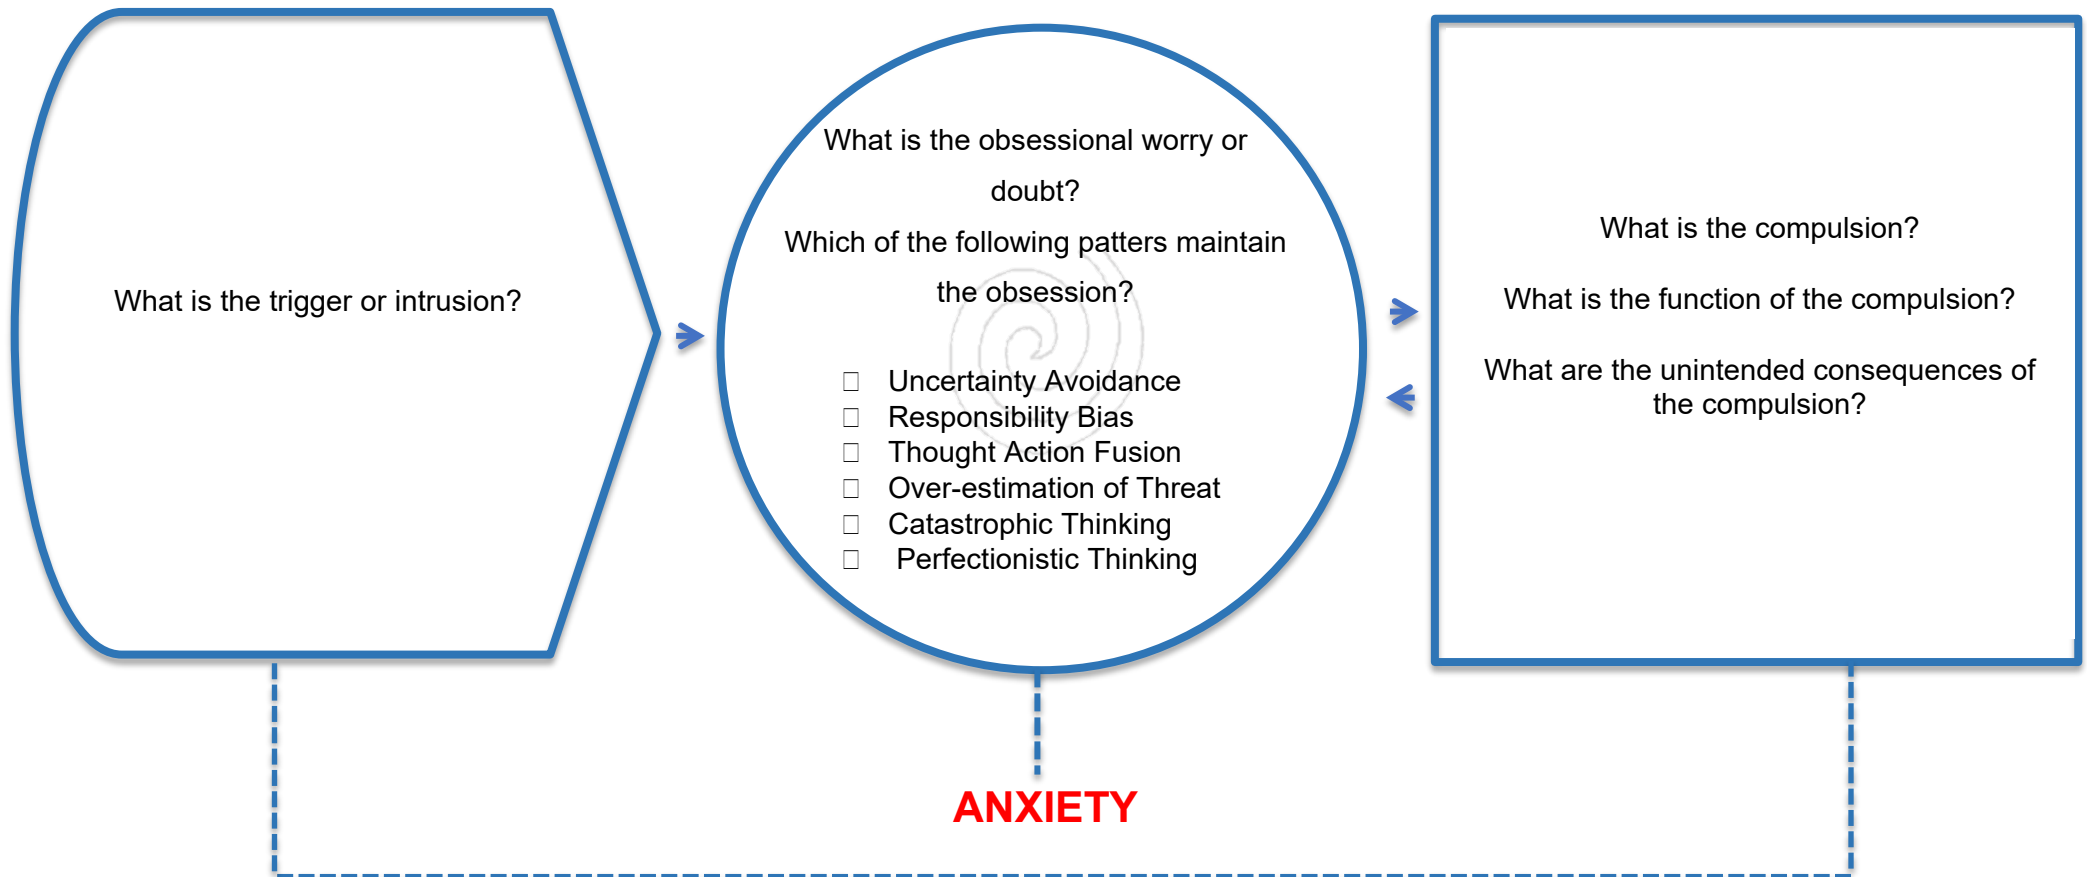 What is the trigger or intrusion?
What is the obsessional worry or
doubt?
Which of the following patters maintain
the obsession?
☐ Uncertainty Avoidance
☐ Responsibility Bias
☐ Thought Action Fusion
☐ Over-estimation of Threat
☐ Catastrophic Thinking
☐ Perfectionistic Thinking
What is the compulsion?
What is the function of the compulsion?
What are the unintended consequences of
the compulsion?
ANXIETY